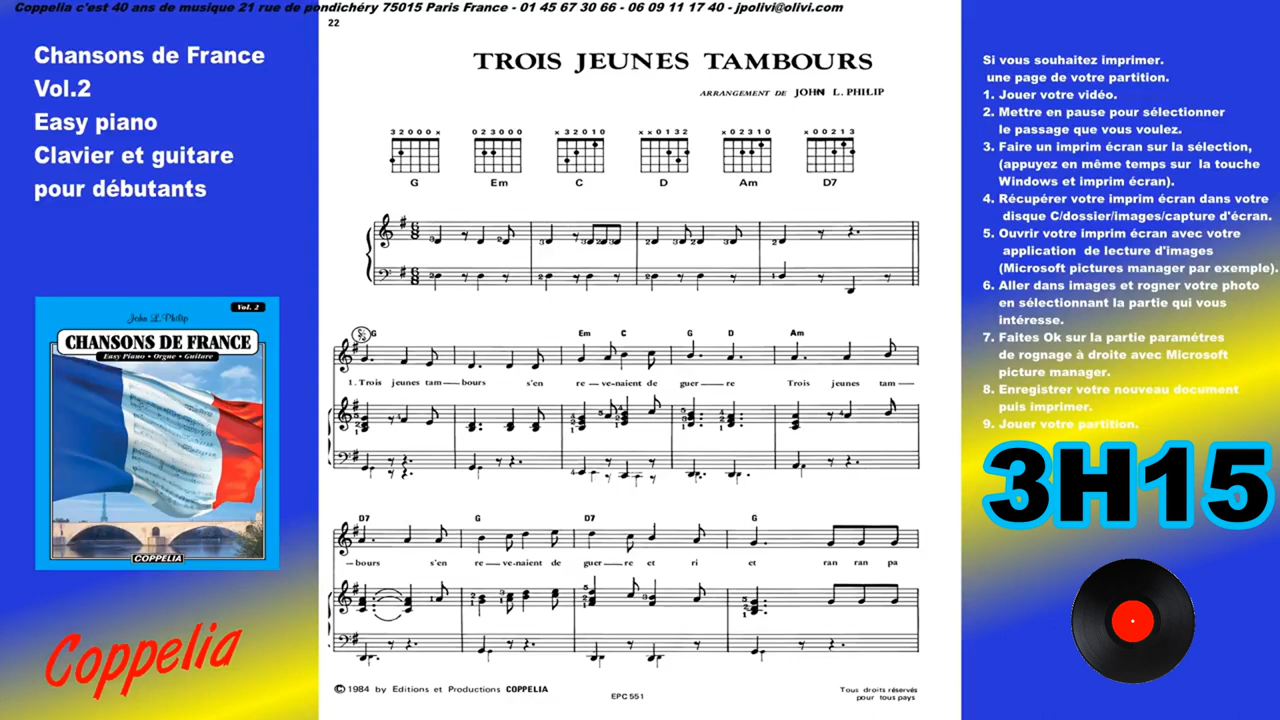 Coppelia c'est 40 ans de musique 21 rue de pondichéry 75015 Paris France - 01 45 67 30 66 - 06 09 11 17 40 - jpolivi@olivi.com
Chansons de France
Vol.2
Easy piano
Clavier et guitare
pour débutants
Vol. 2
John L. Philip
CHANSONS DE FRANCE
Easy Piano • Orgue • Guitare
COPPELIA
Coppelia
22
TROIS JEUNES TAMBOURS
ARRANGEMENT DE JOHN L. PHILIP
32000x 023000 x32010 xx0132 x02310 x00213
G Em C D Am D7
G Em C G D Am
1. Trois jeunes tam—bours s'en re—ve-naient de guer—re Trois jeunes tam—
D7 G D7 G
—bours s'en re—ve-naient de guer—re et ri et ran ran pa
© 1984 by Editions et Productions COPPELIA
EPC 551
Tous droits réservés
pour tous pays
Si vous souhaitez imprimer.
une page de votre partition.
1. Jouer votre vidéo.
2. Mettre en pause pour sélectionner
le passage que vous voulez.
3. Faire un imprim écran sur la sélection,
(appuyez en même temps sur la touche
Windows et imprim écran).
4. Récupérer votre imprim écran dans votre
disque C/dossier/images/capture d'écran.
5. Ouvrir votre imprim écran avec votre
application de lecture d'images
(Microsoft pictures manager par exemple).
6. Aller dans images et rogner votre photo
en sélectionnant la partie qui vous
intéresse.
7. Faites Ok sur la partie paramétres
de rognage à droite avec Microsoft
picture manager.
8. Enregistrer votre nouveau document
puis imprimer.
9. Jouer votre partition.
3H15